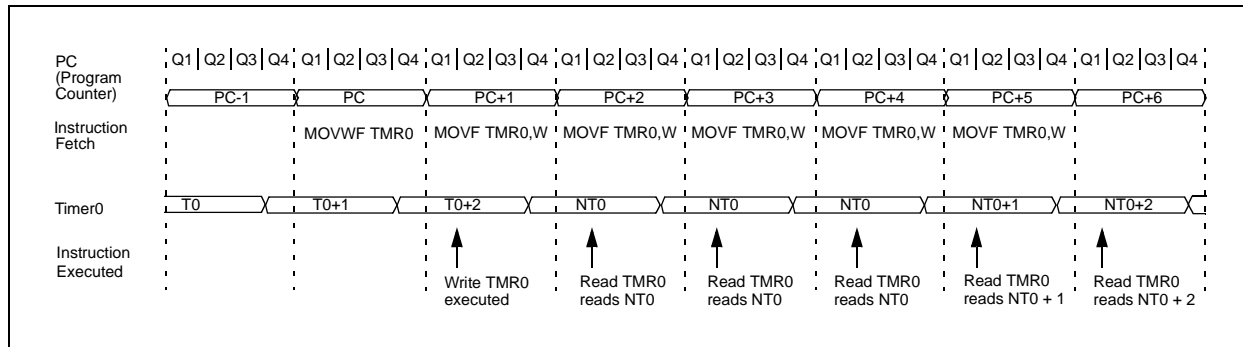 PC
(Program
Counter)
Q1 Q2 Q3 Q4 Q1 Q2 Q3 Q4 Q1 Q2 Q3 Q4 Q1 Q2 Q3 Q4 Q1 Q2 Q3 Q4 Q1 Q2 Q3 Q4 Q1 Q2 Q3 Q4 Q1 Q2 Q3 Q4
PC-1 PC PC+1 PC+2 PC+3 PC+4 PC+5 PC+6
Instruction
Fetch
MOVWF TMR0 MOVF TMR0,W MOVF TMR0,W MOVF TMR0,W MOVF TMR0,W MOVF TMR0,W
Timer0
T0 T0+1 T0+2 NT0 NT0 NT0 NT0+1 NT0+2
Instruction
Executed
Write TMR0
executed
Read TMR0
reads NT0
Read TMR0
reads NT0
Read TMR0
reads NT0
Read TMR0
reads NT0 + 1
Read TMR0
reads NT0 + 2